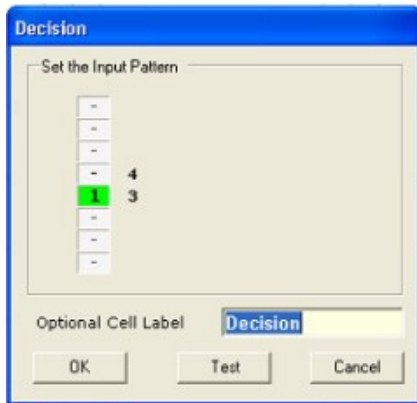 Decision
Set the Input Pattern
-
-
-
- 4
1 3
-
-
-
Optional Cell Label Decision
OK Test Cancel